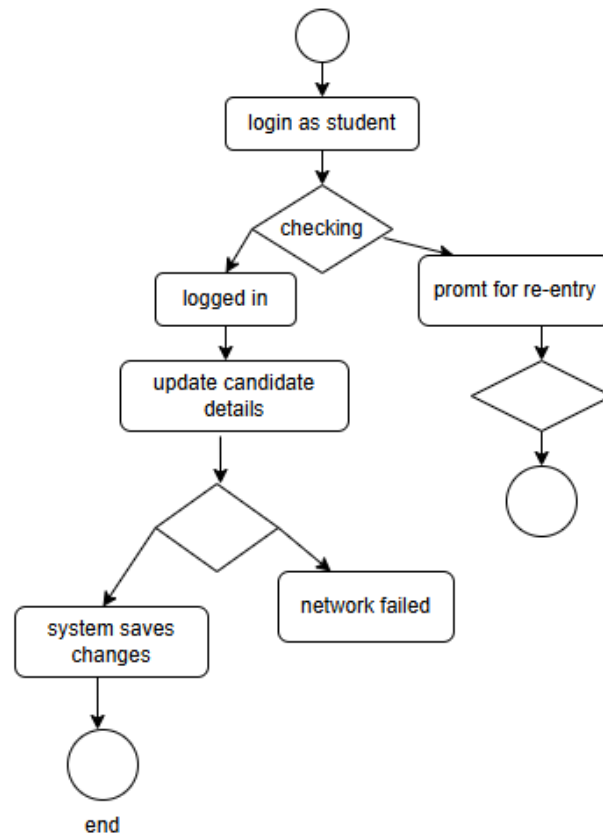 login as student
checking
logged in
promt for re-entry
update candidate
details
network failed
system saves
changes
end